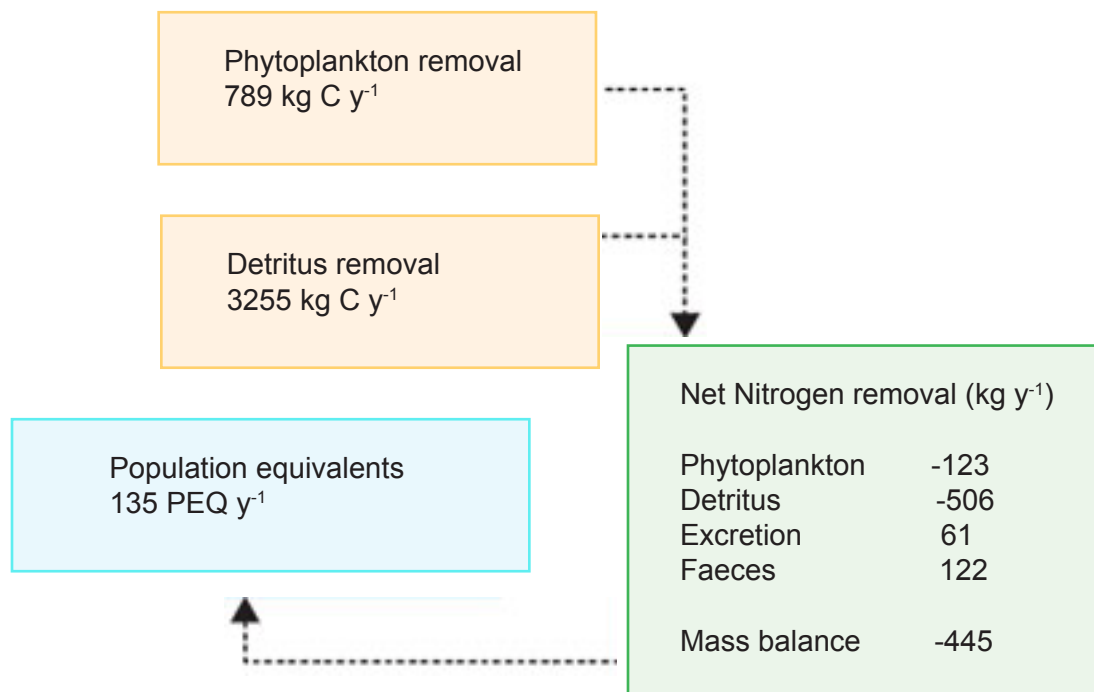 Phytoplankton removal
789 kg C y⁻¹
Detritus removal
3255 kg C y⁻¹
Population equivalents
135 PEQ y⁻¹
Net Nitrogen removal (kg y⁻¹)
Phytoplankton -123
Detritus -506
Excretion 61
Faeces 122
Mass balance -445